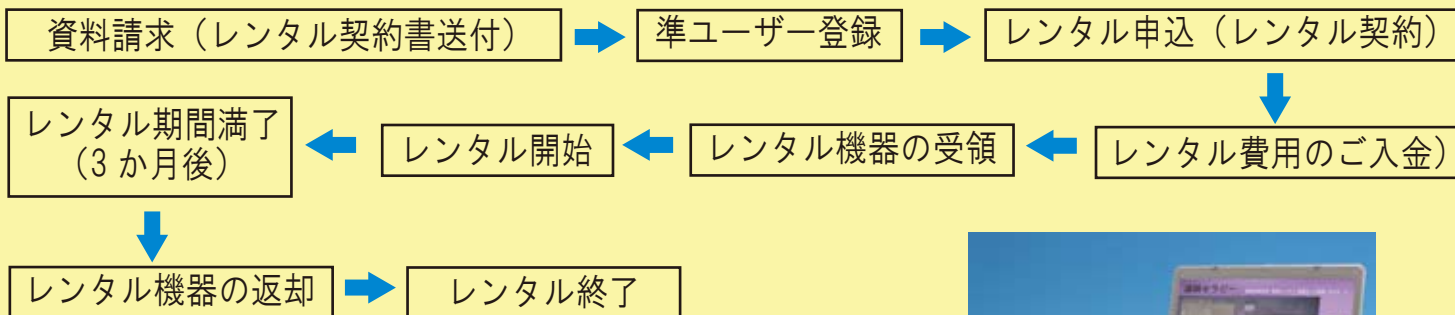 資料請求（レンタル契約書送付）
準ユーザー登録
レンタル申込（レンタル契約）
レンタル費用のご入金）
レンタル機器の受領
レンタル開始
レンタル期間満了
（3 か月後）
レンタル機器の返却
レンタル終了